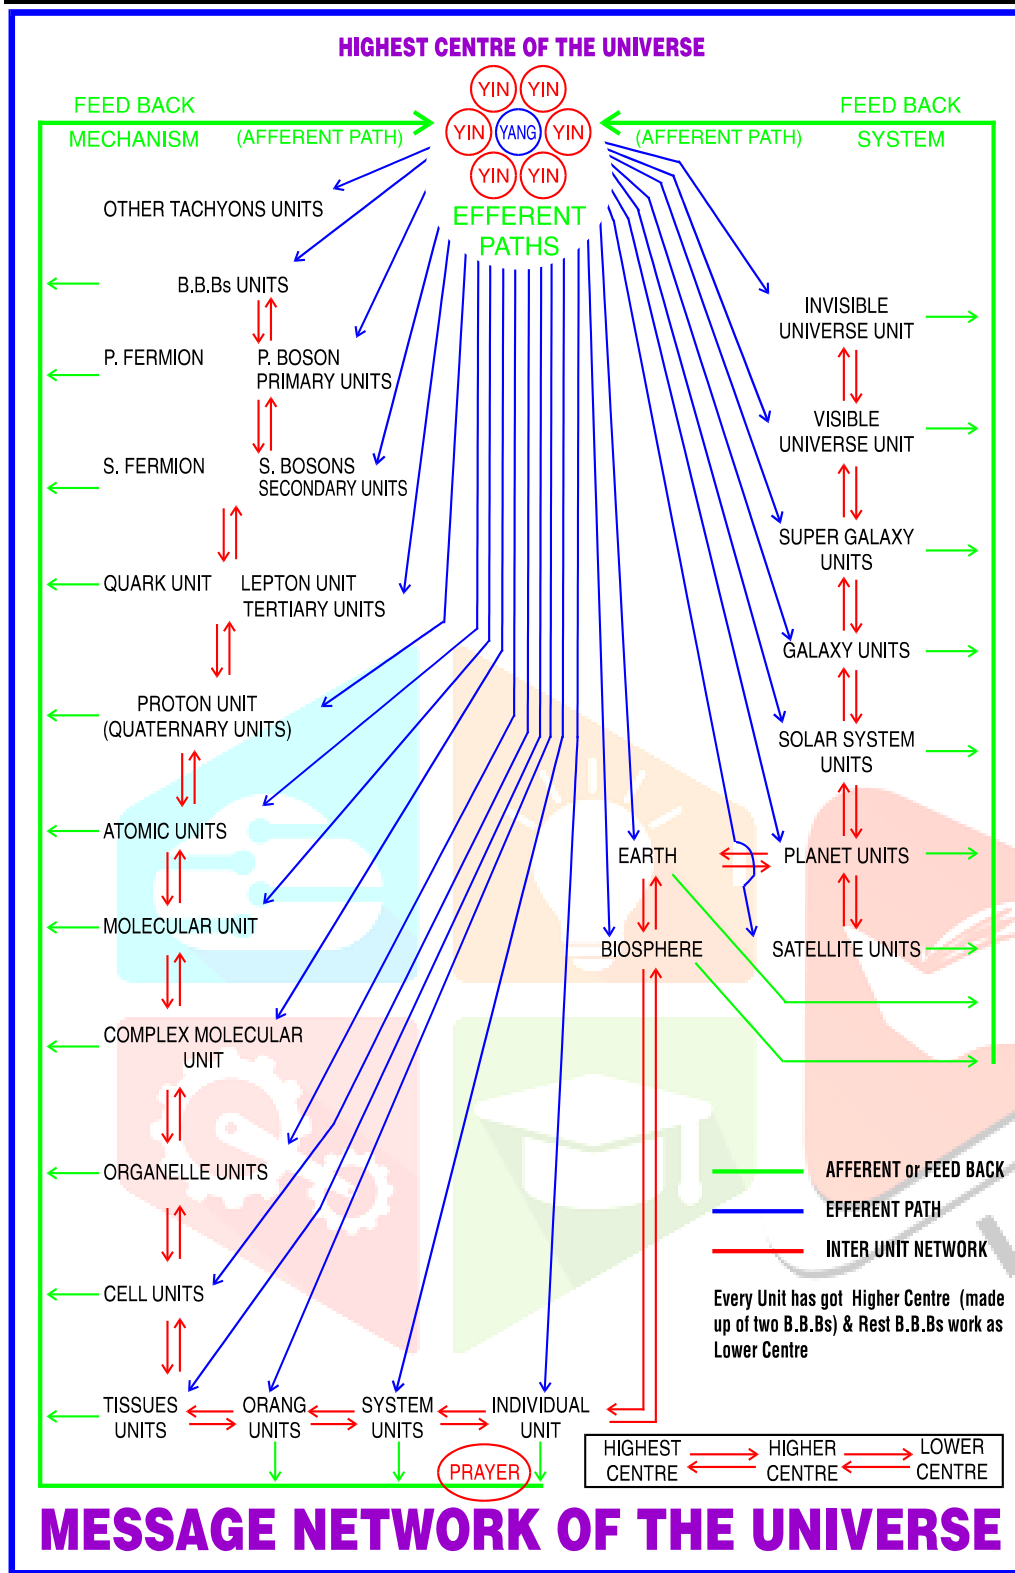 HIGHEST CENTRE OF THE UNIVERSE
YIN YIN
YIN YANG YIN
YIN YIN
FEED BACK
MECHANISM (AFFERENT PATH)
FEED BACK
(AFFERENT PATH) SYSTEM
EFFERENT
PATHS
OTHER TACHYONS UNITS
B.B.Bs UNITS
P. FERMION P. BOSON
PRIMARY UNITS
S. FERMION S. BOSONS
SECONDARY UNITS
QUARK UNIT LEPTON UNIT
TERTIARY UNITS
PROTON UNIT
(QUATERNARY UNITS)
ATOMIC UNITS
MOLECULAR UNIT
COMPLEX MOLECULAR
UNIT
ORGANELLE UNITS
CELL UNITS
TISSUES
UNITS
ORANG
UNITS
SYSTEM
UNITS
INDIVIDUAL
UNIT
PRAYER
INVISIBLE
UNIVERSE UNIT
VISIBLE
UNIVERSE UNIT
SUPER GALAXY
UNITS
GALAXY UNITS
SOLAR SYSTEM
UNITS
EARTH
PLANET UNITS
BIOSPHERE
SATELLITE UNITS
AFFERENT or FEED BACK
EFFERENT PATH
INTER UNIT NETWORK
Every Unit has got Higher Centre (made
up of two B.B.Bs) & Rest B.B.Bs work as
Lower Centre
HIGHEST
CENTRE
HIGHER
CENTRE
LOWER
CENTRE
MESSAGE NETWORK OF THE UNIVERSE